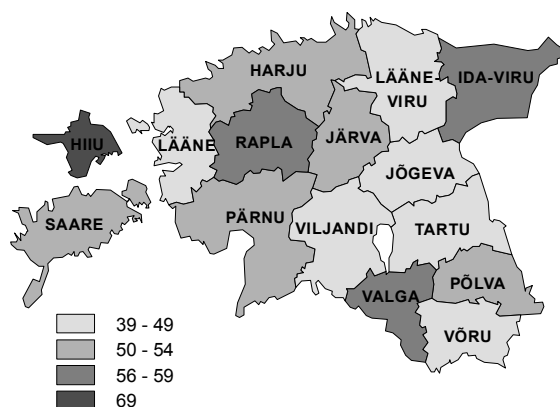 HARJU
LÄÄNE-
VIRU
IDA-VIRU
HIIU
LÄÄNE
RAPLA
JÄRVA
JÕGEVA
SAARE
PÄRNU
VILJANDI
TARTU
VALGA
PÕLVA
VÕRU
39 - 49
50 - 54
56 - 59
69